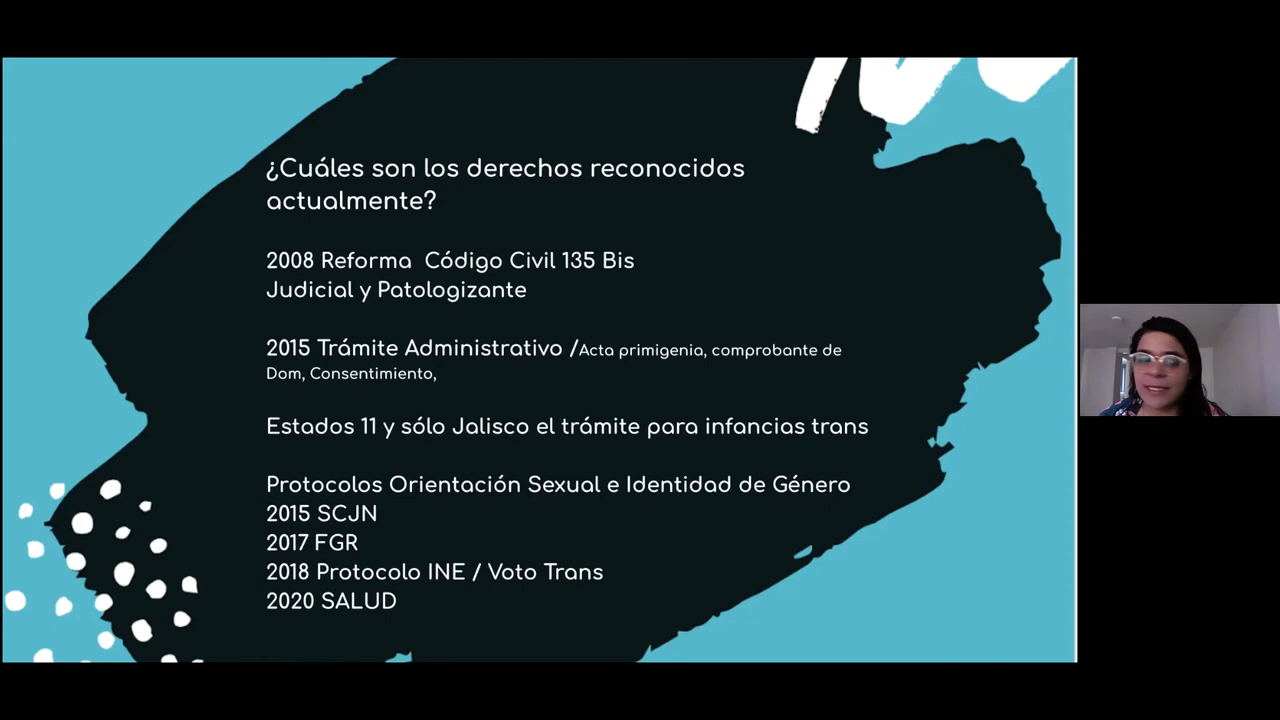 ¿Cuáles son los derechos reconocidos
actualmente?
2008 Reforma  Código Civil 135 Bis
Judicial y Patologizante
2015 Trámite Administrativo /Acta primigenia, comprobante de
Dom, Consentimiento,
Estados 11 y sólo Jalisco el trámite para infancias trans
Protocolos Orientación Sexual e Identidad de Género
2015 SCJN
2017 FGR
2018 Protocolo INE / Voto Trans
2020 SALUD